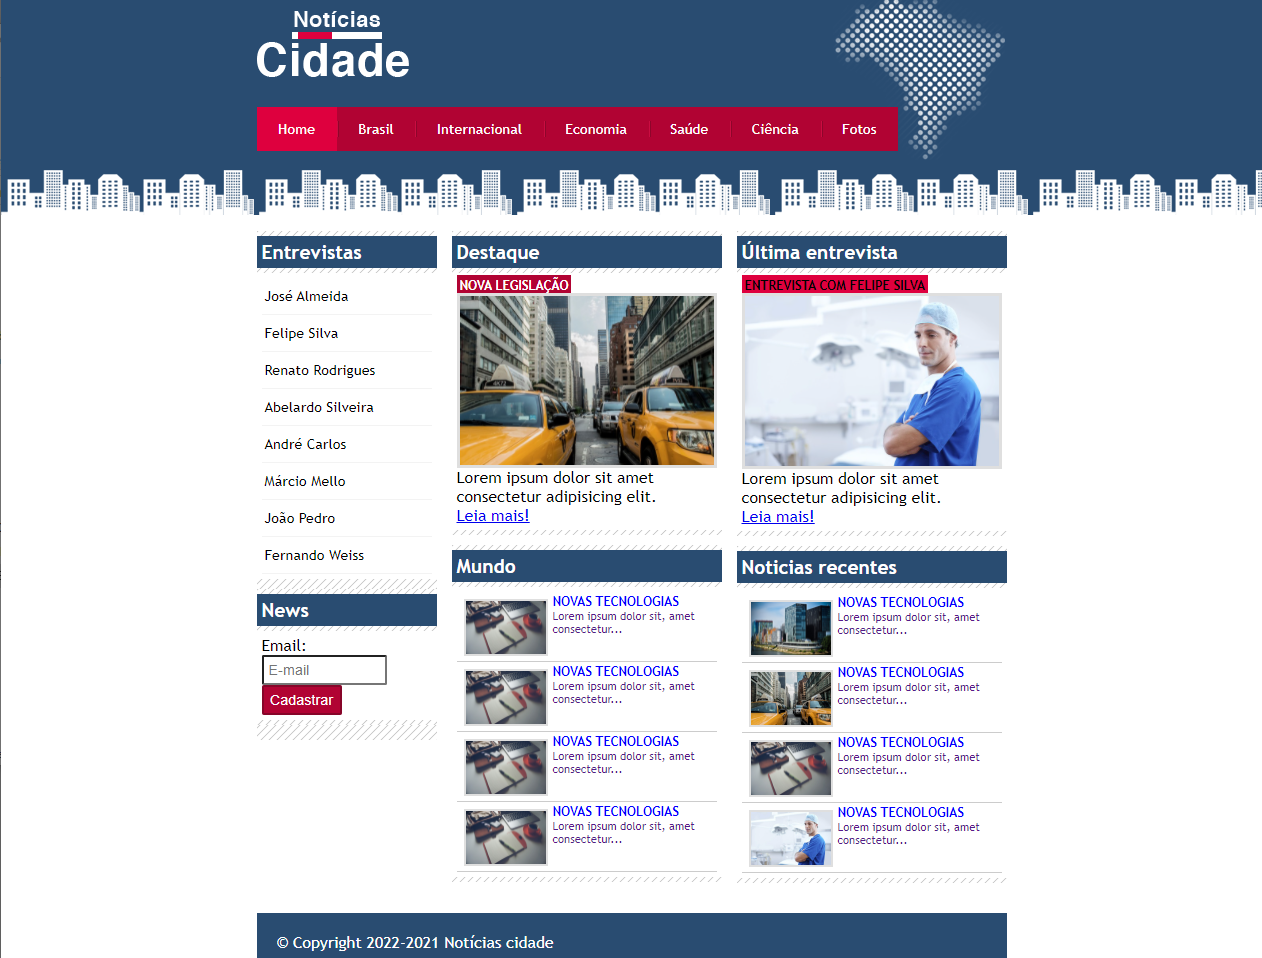 Notícias
Cidade
Home
Brasil
Internacional
Economia
Saúde
Ciência
Fotos
Entrevistas
José Almeida
Felipe Silva
Renato Rodrigues
Abelardo Silveira
André Carlos
Márcio Mello
João Pedro
Fernando Weiss
News
Email:
E-mail
Cadastrar
Destaque
NOVA LEGISLAÇÃO
Lorem ipsum dolor sit amet
consectetur adipisicing elit.
Leia mais!
Última entrevista
ENTREVISTA COM FELIPE SILVA
Lorem ipsum dolor sit amet
consectetur adipisicing elit.
Leia mais!
Mundo
NOVAS TECNOLOGIAS
Lorem ipsum dolor sit, amet
consectetur...
NOVAS TECNOLOGIAS
Lorem ipsum dolor sit, amet
consectetur...
NOVAS TECNOLOGIAS
Lorem ipsum dolor sit, amet
consectetur...
NOVAS TECNOLOGIAS
Lorem ipsum dolor sit, amet
consectetur...
Noticias recentes
NOVAS TECNOLOGIAS
Lorem ipsum dolor sit, amet
consectetur...
NOVAS TECNOLOGIAS
Lorem ipsum dolor sit, amet
consectetur...
NOVAS TECNOLOGIAS
Lorem ipsum dolor sit, amet
consectetur...
NOVAS TECNOLOGIAS
Lorem ipsum dolor sit, amet
consectetur...
© Copyright 2022-2021 Notícias cidade